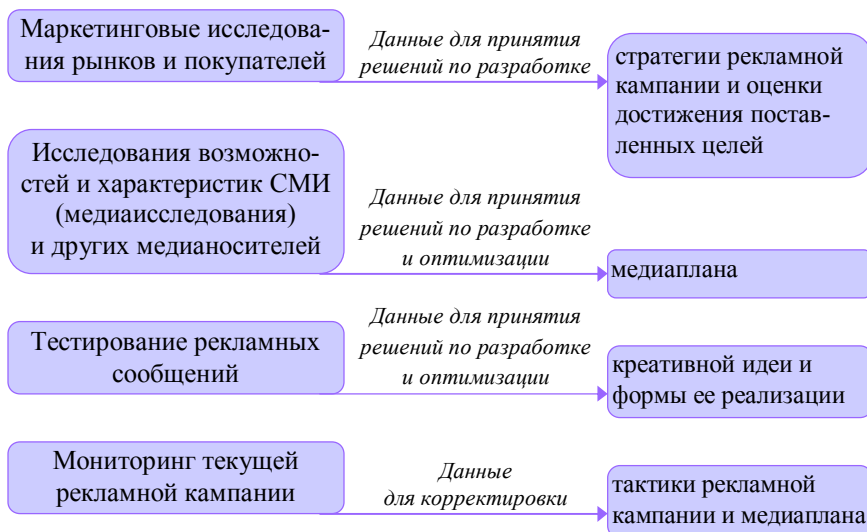 Маркетинговые исследова-
ния рынков и покупателей
Данные для принятия
решений по разработке
стратегии рекламной
кампании и оценки
достижения постав-
ленных целей
Исследования возможно-
стей и характеристик СМИ
(медиаисследования)
и других медианосителей
Данные для принятия
решений по разработке
и оптимизации
медиаплана
Тестирование рекламных
сообщений
Данные для принятия
решений по разработке
и оптимизации
креативной идеи и
формы ее реализации
Мониторинг текущей
рекламной кампании
Данные
для корректировки
тактики рекламной
кампании и медиаплана